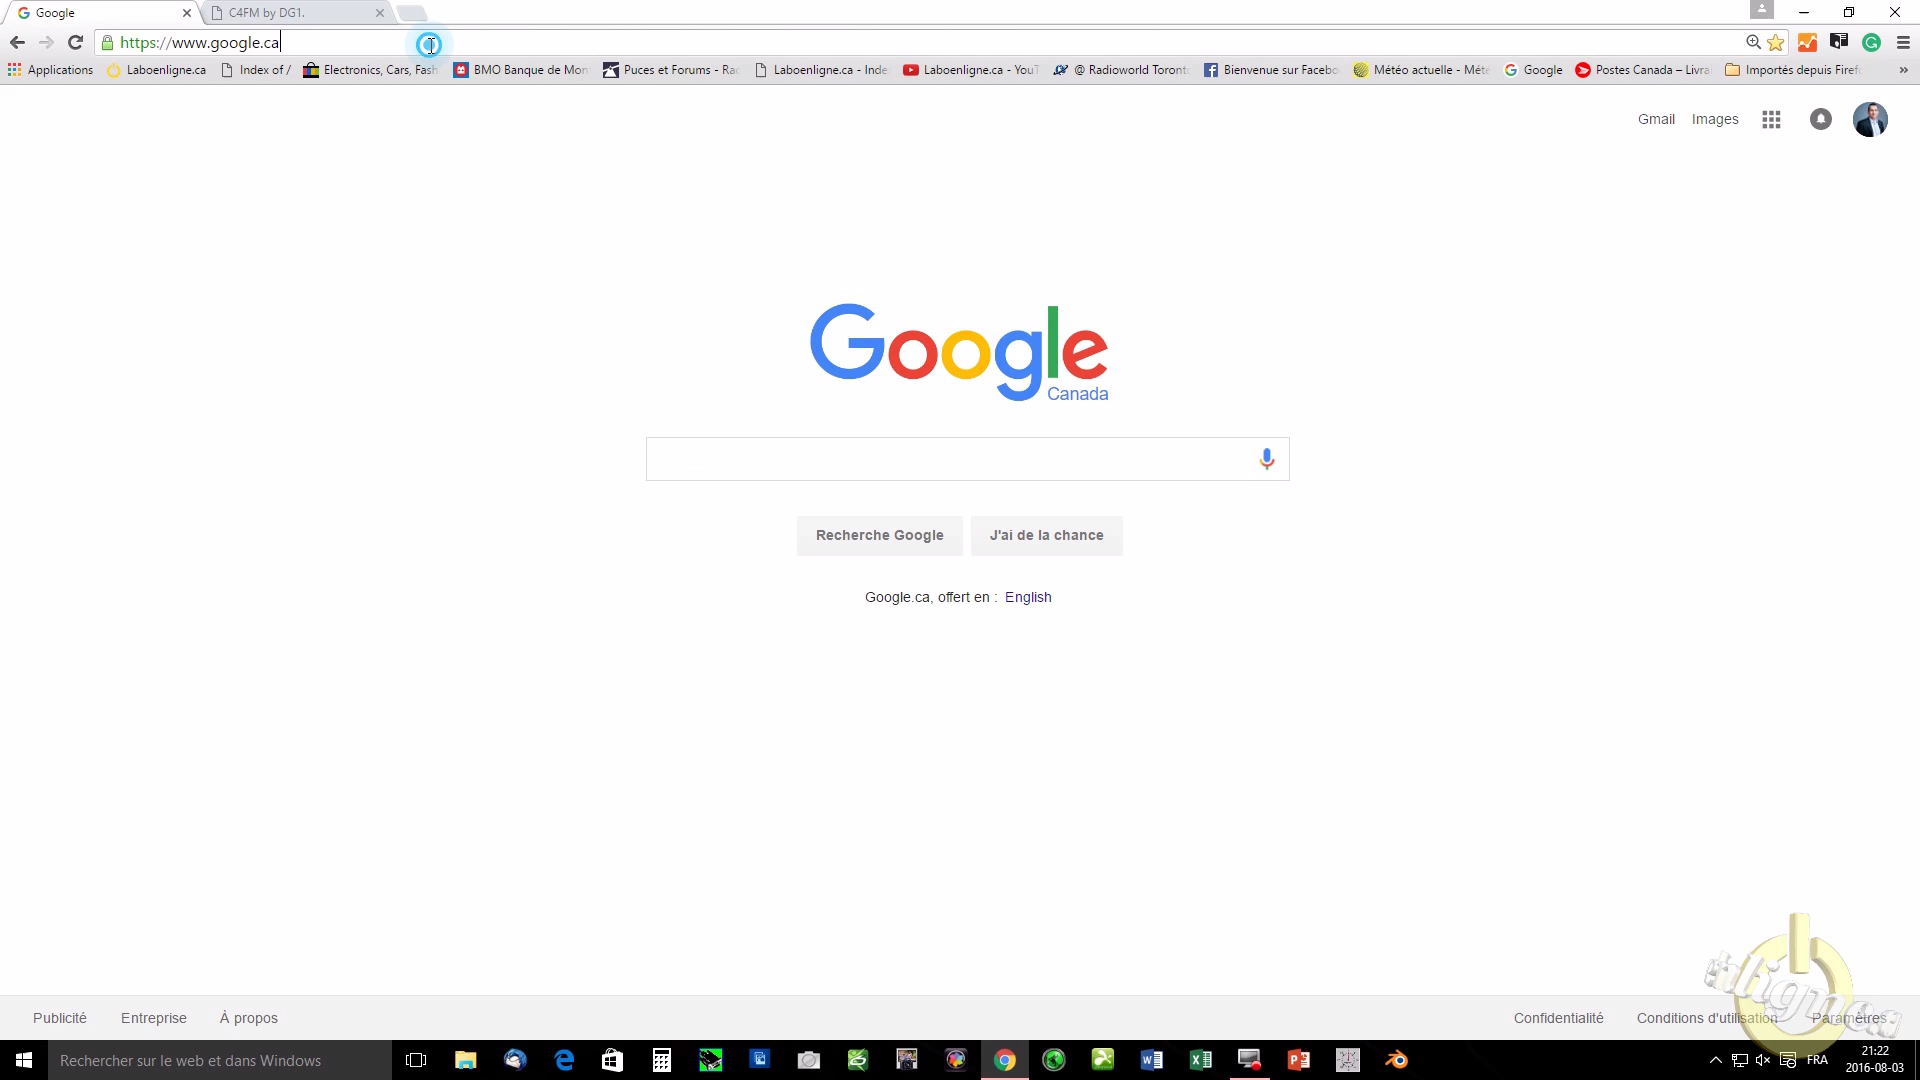 Google
C4FM by DG1.
https://www.google.ca
Applications
Laboenligne.ca
Index of /
Electronics, Cars, Fash
BMO Banque de Mon
Puces et Forums - Ra
Laboenligne.ca - Inde
Laboenligne.ca - YouT
@ Radioworld Toront
Bienvenue sur Facebo
Météo actuelle - Mét
Google
Postes Canada – Livra
Importés depuis Firef
»
Gmail
Images
Google
Canada
Recherche Google
J'ai de la chance
Google.ca, offert en : English
Publicité
Entreprise
À propos
Confidentialité
Conditions d'utilisation
Paramètres
Rechercher sur le web et dans Windows
FRA
21:22
2016-08-03